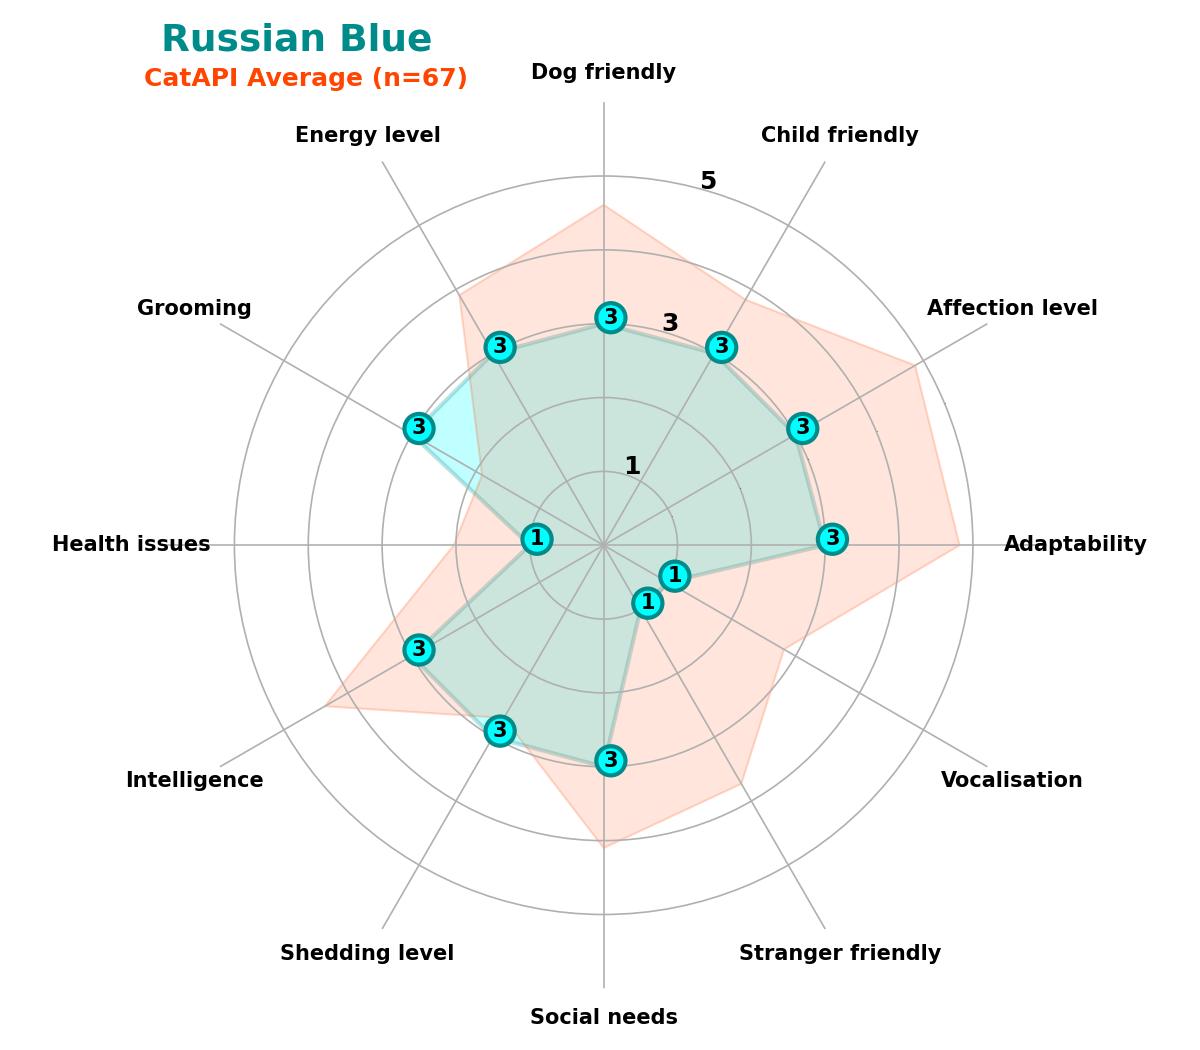 Russian Blue
CatAPI Average (n=67)
Dog friendly
Energy level
Child friendly
5
Grooming
Affection level
3
3
3
3
3
3
3
1
Health issues
1
3
Adaptability
1
1
3
3
3
Intelligence
Vocalisation
Shedding level
Stranger friendly
Social needs